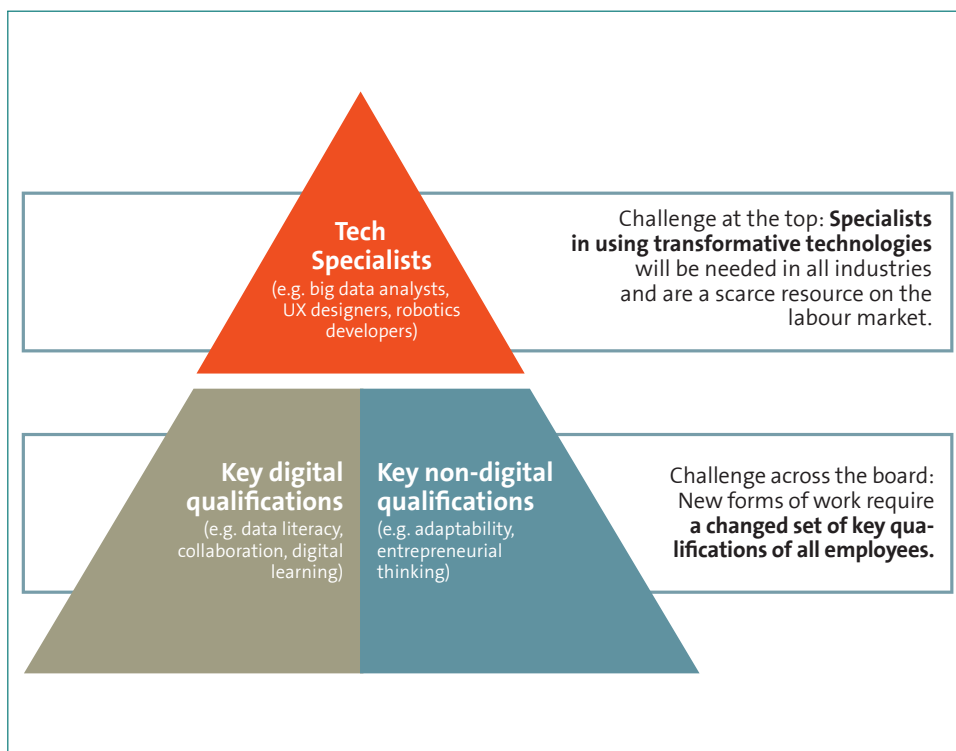 Tech
Specialists
(e.g. big data analysts,
UX designers, robotics
developers)
Challenge at the top: Specialists
in using transformative technologies
will be needed in all industries
and are a scarce resource on the
labour market.
Key digital
qualifications
(e.g. data literacy,
collaboration, digital
learning)
Key non-digital
qualifications
(e.g. adaptability,
entrepreneurial
thinking)
Challenge across the board:
New forms of work require
a changed set of key qua-
lifications of all employees.